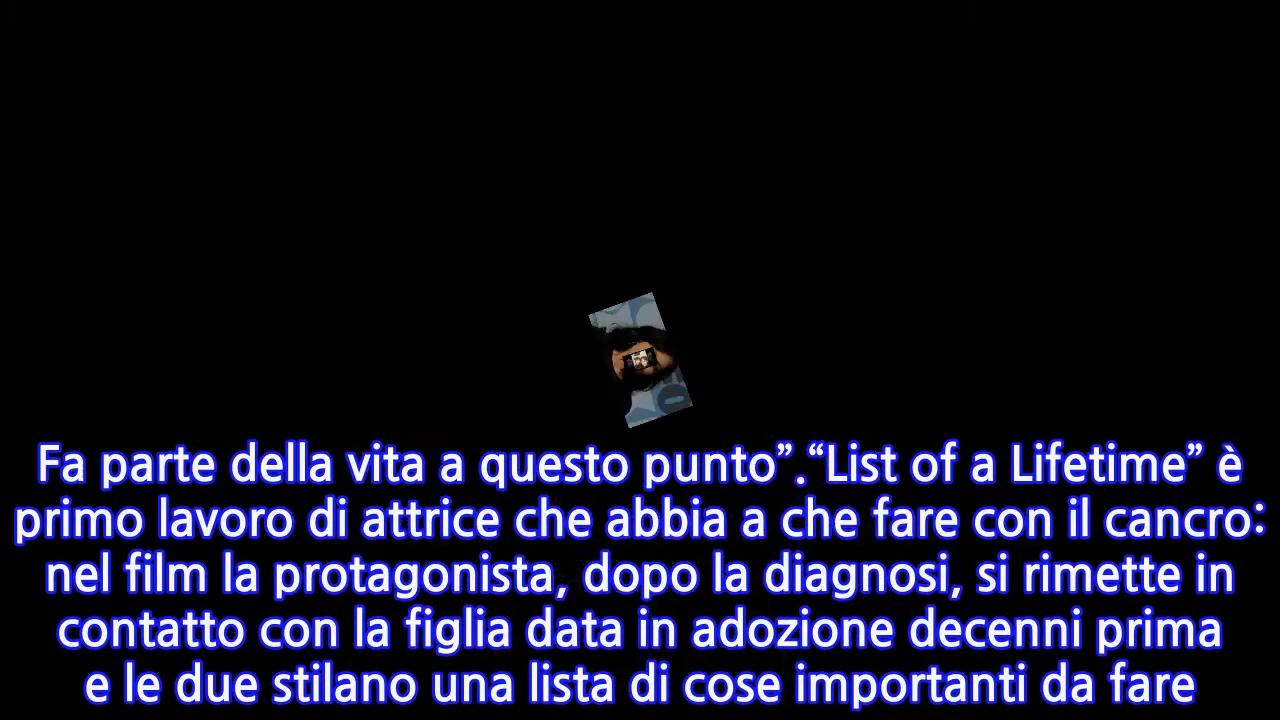 Fa parte della vita a questo punto”.“List of a Lifetime” è
primo lavoro di attrice che abbia a che fare con il cancro:
nel film la protagonista, dopo la diagnosi, si rimette in
contatto con la figlia data in adozione decenni prima
e le due stilano una lista di cose importanti da fare